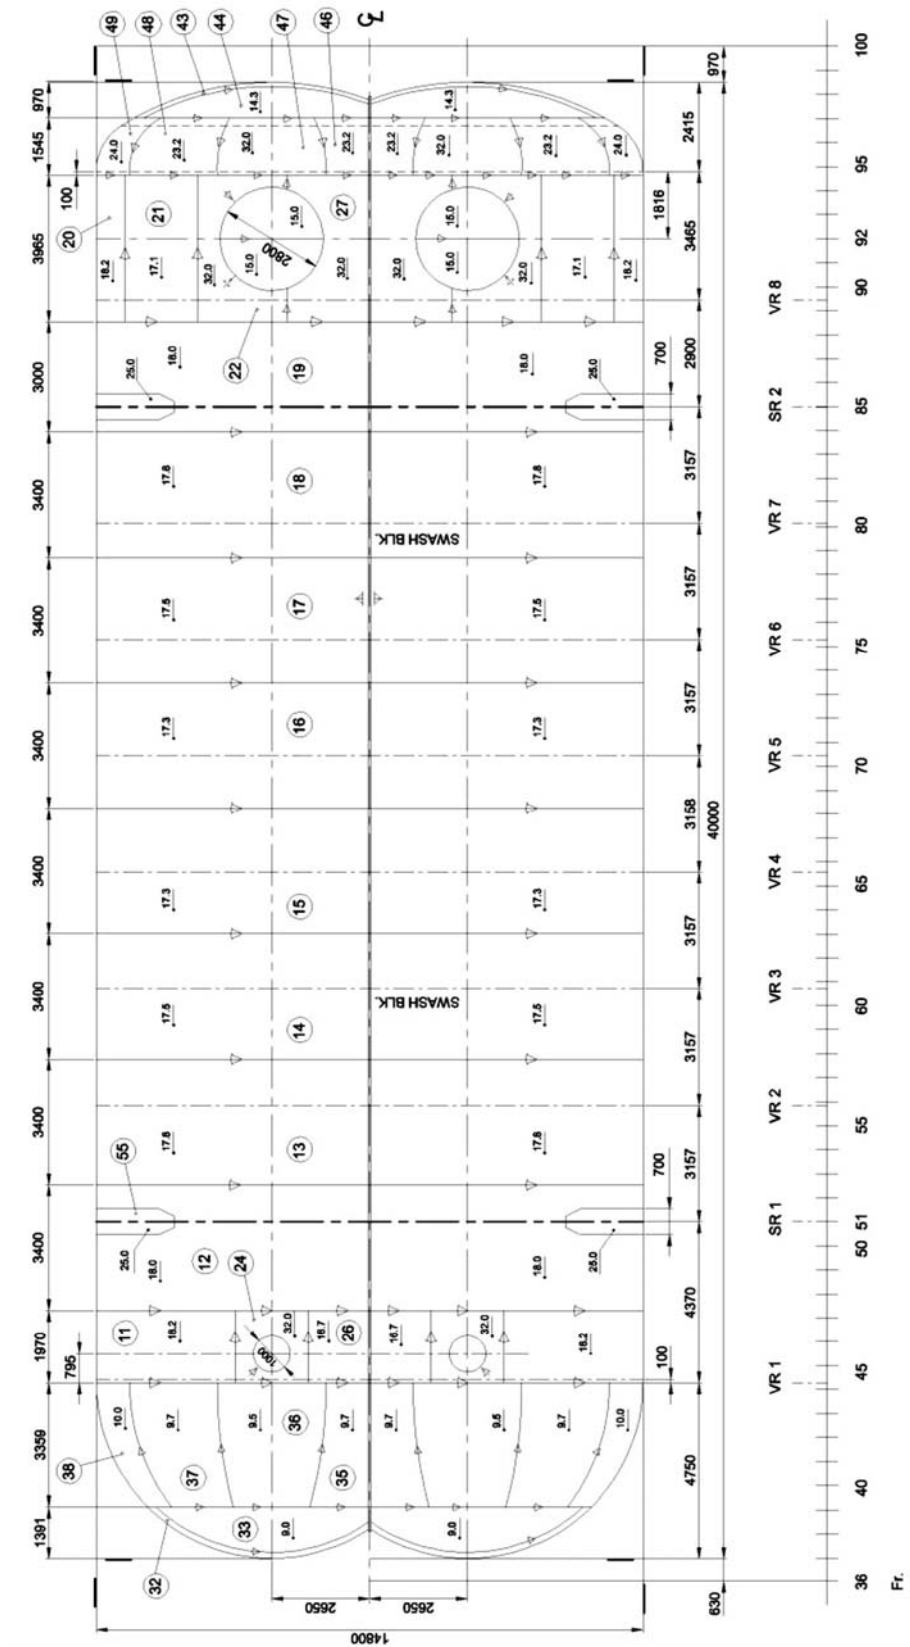 1391 3359 1970 3400 3400 3400 3400 3400 3400 3400 3000 3965 1545 970
795 100
32 38 11 55 20 49 48 43 44 47 46 3
10.0 25.0 25.0 18.2 24.0
9.7 18.2 18.0 17.8 17.5 17.3 17.3 17.5 17.8 18.0 17.1 21 23.2
37 12 32.0
33 9.5 24 22 15.0 32.0 14.3
36 1000 2800
9.0 32.0 13 14 15 16 17 18 19 15.0
35 9.7 16.7 26 32.0 27 23.2
14800
2650
2650
SWASH BLK. SWASH BLK.
9.7 16.7 32.0 23.2
9.0 15.0 15.0 14.3
9.5 32.0 32.0 32.0
9.7 18.0 17.8 17.5 17.3 17.3 17.5 17.8 18.0 17.1 23.2
10.0 18.2 25.0 25.0 18.2 24.0
100 700 700 1816
4750 4370 3157 3157 3157 3158 3157 3157 3157 2900 3465 2415
630 40000 970
VR 1 SR 1 VR 2 VR 3 VR 4 VR 5 VR 6 VR 7 SR 2 VR 8
36 40 45 50 51 55 60 65 70 75 80 85 90 92 95 100
Fr.